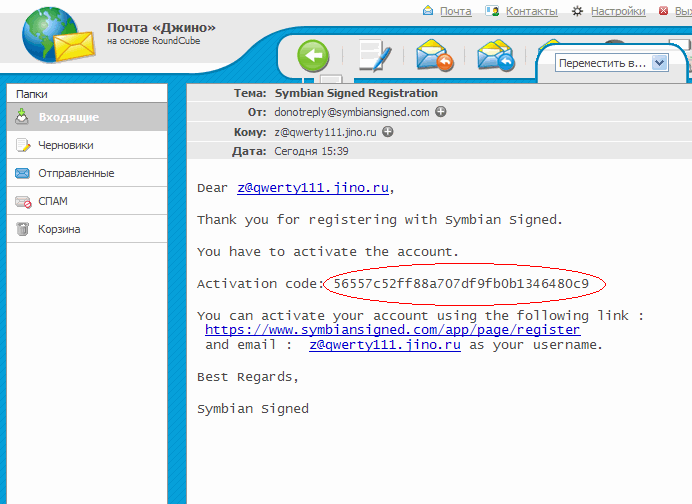 Почта Контакты Настройки
Почта «Джино»
на основе RoundCube
Переместить в...
Папки
Входящие
Черновики
Отправленные
СПАМ
Корзина
Тема: Symbian Signed Registration
От: donotreply@symbiansigned.com
Кому: z@qwerty111.jino.ru
Дата: Сегодня 15:39
Dear z@qwerty111.jino.ru,
Thank you for registering with Symbian Signed.
You have to activate the account.
Activation code: 56557c52ff88a707df9fb0b1346480c9
You can activate your account using the following link :
https://www.symbiansigned.com/app/page/register
and email : z@qwerty111.jino.ru as your username.
Best Regards,
Symbian Signed